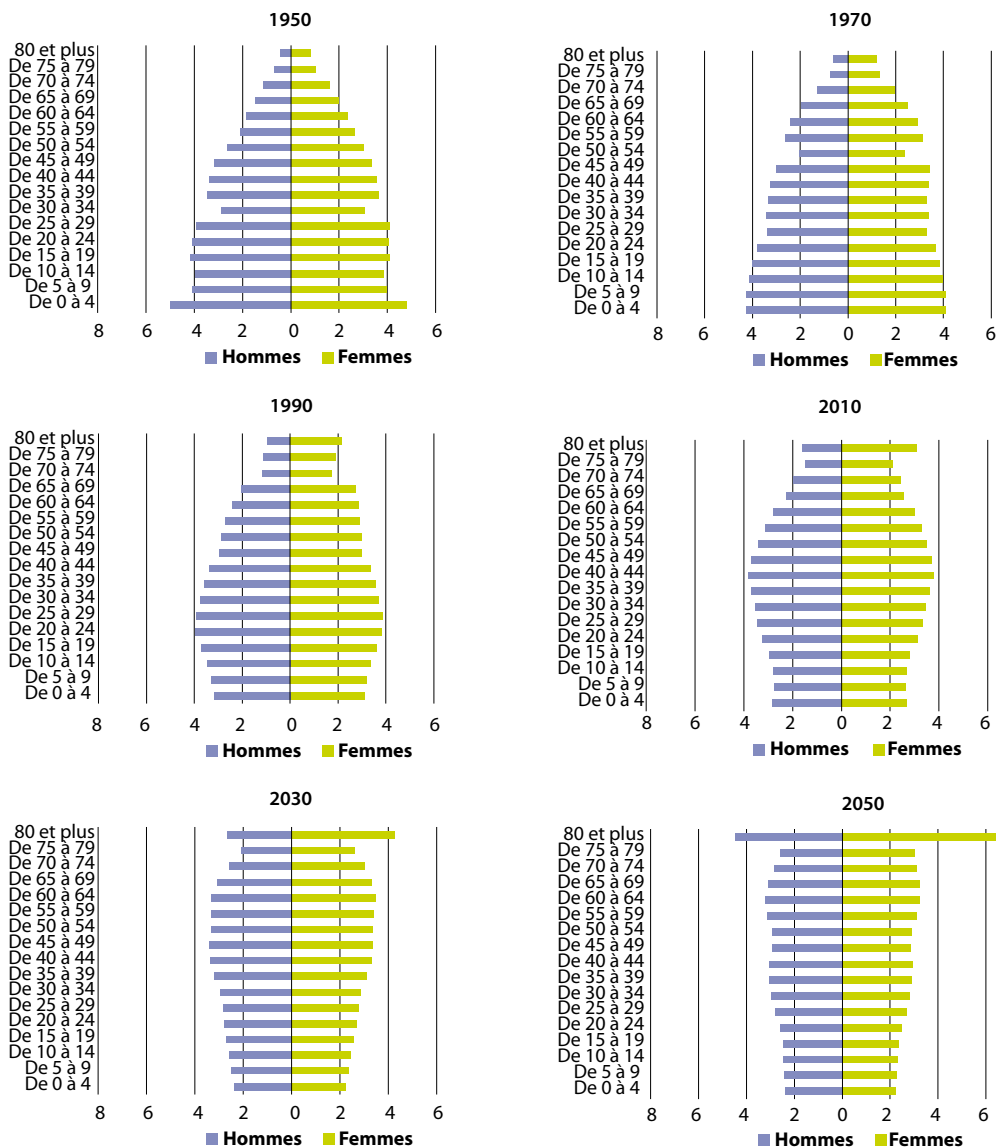 1950
80 et plus
De 75 à 79
De 70 à 74
De 65 à 69
De 60 à 64
De 55 à 59
De 50 à 54
De 45 à 49
De 40 à 44
De 35 à 39
De 30 à 34
De 25 à 29
De 20 à 24
De 15 à 19
De 10 à 14
De 5 à 9
De 0 à 4
8 6 4 2 0 2 4 6
Hommes Femmes
1970
80 et plus
De 75 à 79
De 70 à 74
De 65 à 69
De 60 à 64
De 55 à 59
De 50 à 54
De 45 à 49
De 40 à 44
De 35 à 39
De 30 à 34
De 25 à 29
De 20 à 24
De 15 à 19
De 10 à 14
De 5 à 9
De 0 à 4
8 6 4 2 0 2 4 6
Hommes Femmes
1990
80 et plus
De 75 à 79
De 70 à 74
De 65 à 69
De 60 à 64
De 55 à 59
De 50 à 54
De 45 à 49
De 40 à 44
De 35 à 39
De 30 à 34
De 25 à 29
De 20 à 24
De 15 à 19
De 10 à 14
De 5 à 9
De 0 à 4
8 6 4 2 0 2 4 6
Hommes Femmes
2010
80 et plus
De 75 à 79
De 70 à 74
De 65 à 69
De 60 à 64
De 55 à 59
De 50 à 54
De 45 à 49
De 40 à 44
De 35 à 39
De 30 à 34
De 25 à 29
De 20 à 24
De 15 à 19
De 10 à 14
De 5 à 9
De 0 à 4
8 6 4 2 0 2 4 6
Hommes Femmes
2030
80 et plus
De 75 à 79
De 70 à 74
De 65 à 69
De 60 à 64
De 55 à 59
De 50 à 54
De 45 à 49
De 40 à 44
De 35 à 39
De 30 à 34
De 25 à 29
De 20 à 24
De 15 à 19
De 10 à 14
De 5 à 9
De 0 à 4
8 6 4 2 0 2 4 6
Hommes Femmes
2050
80 et plus
De 75 à 79
De 70 à 74
De 65 à 69
De 60 à 64
De 55 à 59
De 50 à 54
De 45 à 49
De 40 à 44
De 35 à 39
De 30 à 34
De 25 à 29
De 20 à 24
De 15 à 19
De 10 à 14
De 5 à 9
De 0 à 4
8 6 4 2 0 2 4 6
Hommes Femmes